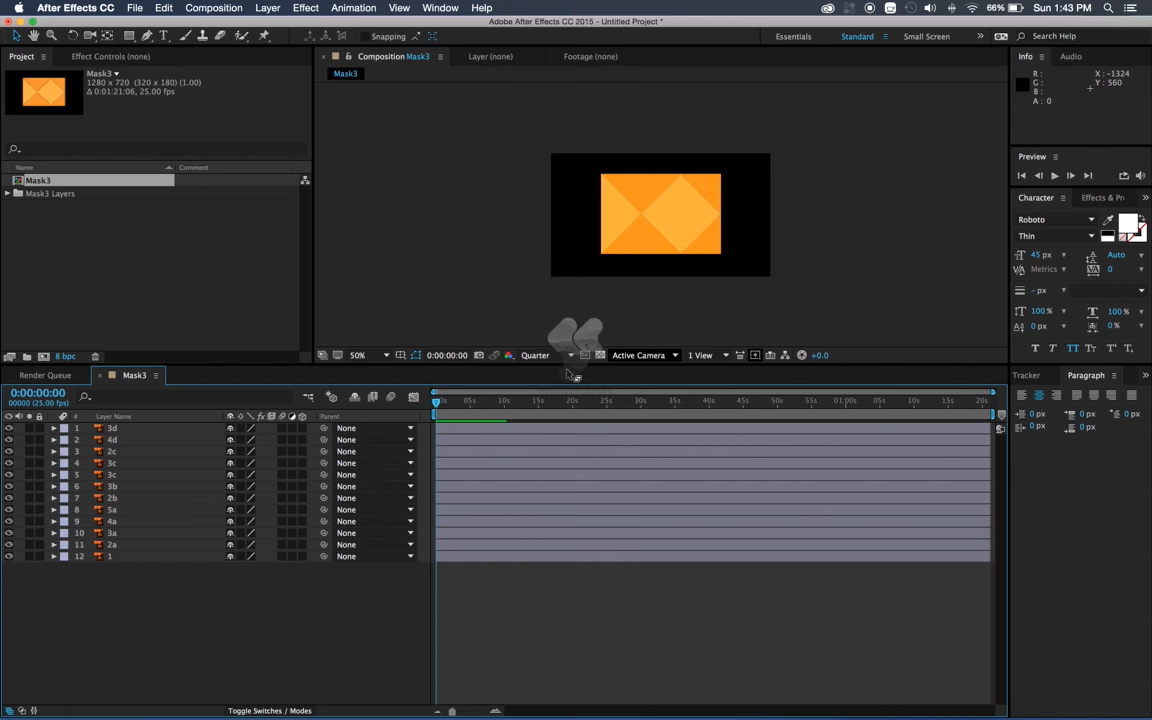 After Effects CC File Edit Composition Layer Effect Animation View Window Help 66% Sun 1:43 PM
Adobe After Effects CC 2015 - Untitled Project *
Snapping Essentials Standard Small Screen Search Help
Project Effect Controls (none) Composition Mask3 Layer (none) Footage (none) Info Audio
Mask3
Mask3
1280 x 720 (320 x 180) (1.00)
Δ 0:01:21:06, 25.00 fps
R : X : -1324
G : Y : 560
B :
A : 0
Preview
Name Comment
Mask3
Mask3 Layers
Character Effects & Pr
Roboto
Thin
45 px Auto
Metrics 0
- px
100 % 100 %
0 px 0 %
8 bpc
50% 0:00:00:00 Quarter Active Camera 1 View +0.0
Render Queue Mask3 Tracker Paragraph
0:00:00:00
00000 (25.00 fps)
# Layer Name Parent
05s 10s 15s 20s 25s 30s 35s 40s 45s 50s 55s 01:00s 05s 10s 15s 20s
0 px 0 px 0 px
0 px 0 px
1 3d None
2 4d None
3 2c None
4 3c None
5 3c None
6 3b None
7 2b None
8 5a None
9 4a None
10 3a None
11 2a None
12 1 None
Toggle Switches / Modes